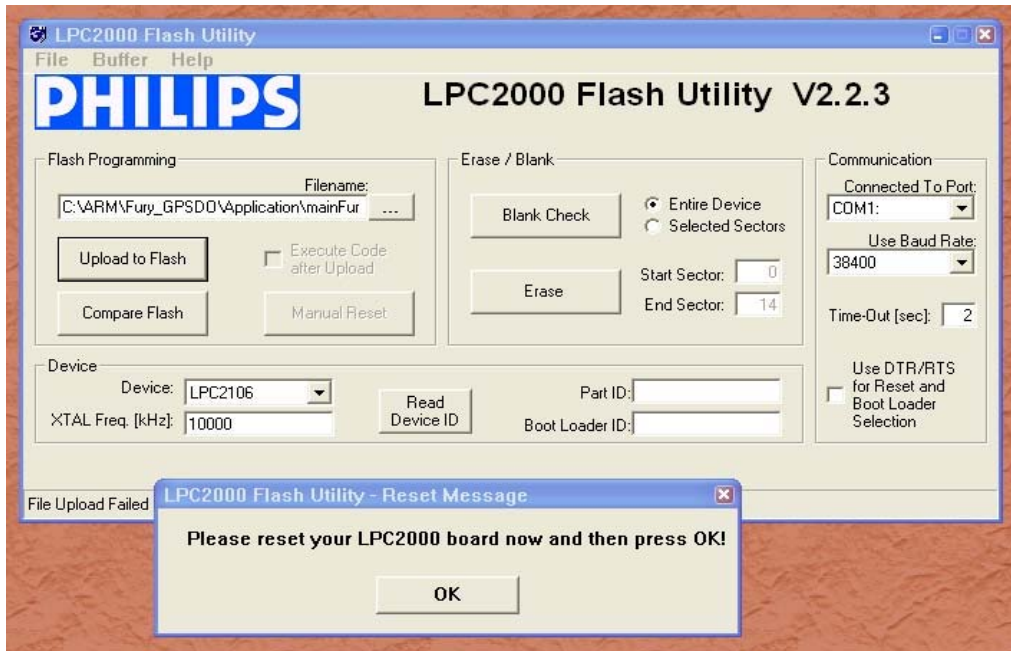 LPC2000 Flash Utility
File Buffer Help
PHILIPS
LPC2000 Flash Utility V2.2.3
Flash Programming
Filename:
C:\ARM\Fury_GPSDO\Application\mainFur
...
Upload to Flash
Execute Code
after Upload
Compare Flash
Manual Reset
Erase / Blank
Blank Check
Entire Device
Selected Sectors
Erase
Start Sector: 0
End Sector: 14
Communication
Connected To Port:
COM1:
Use Baud Rate:
38400
Time-Out [sec]: 2
Use DTR/RTS
for Reset and
Boot Loader
Selection
Device
Device: LPC2106
XTAL Freq. [kHz]: 10000
Read
Device ID
Part ID:
Boot Loader ID:
File Upload Failed
LPC2000 Flash Utility - Reset Message
Please reset your LPC2000 board now and then press OK!
OK